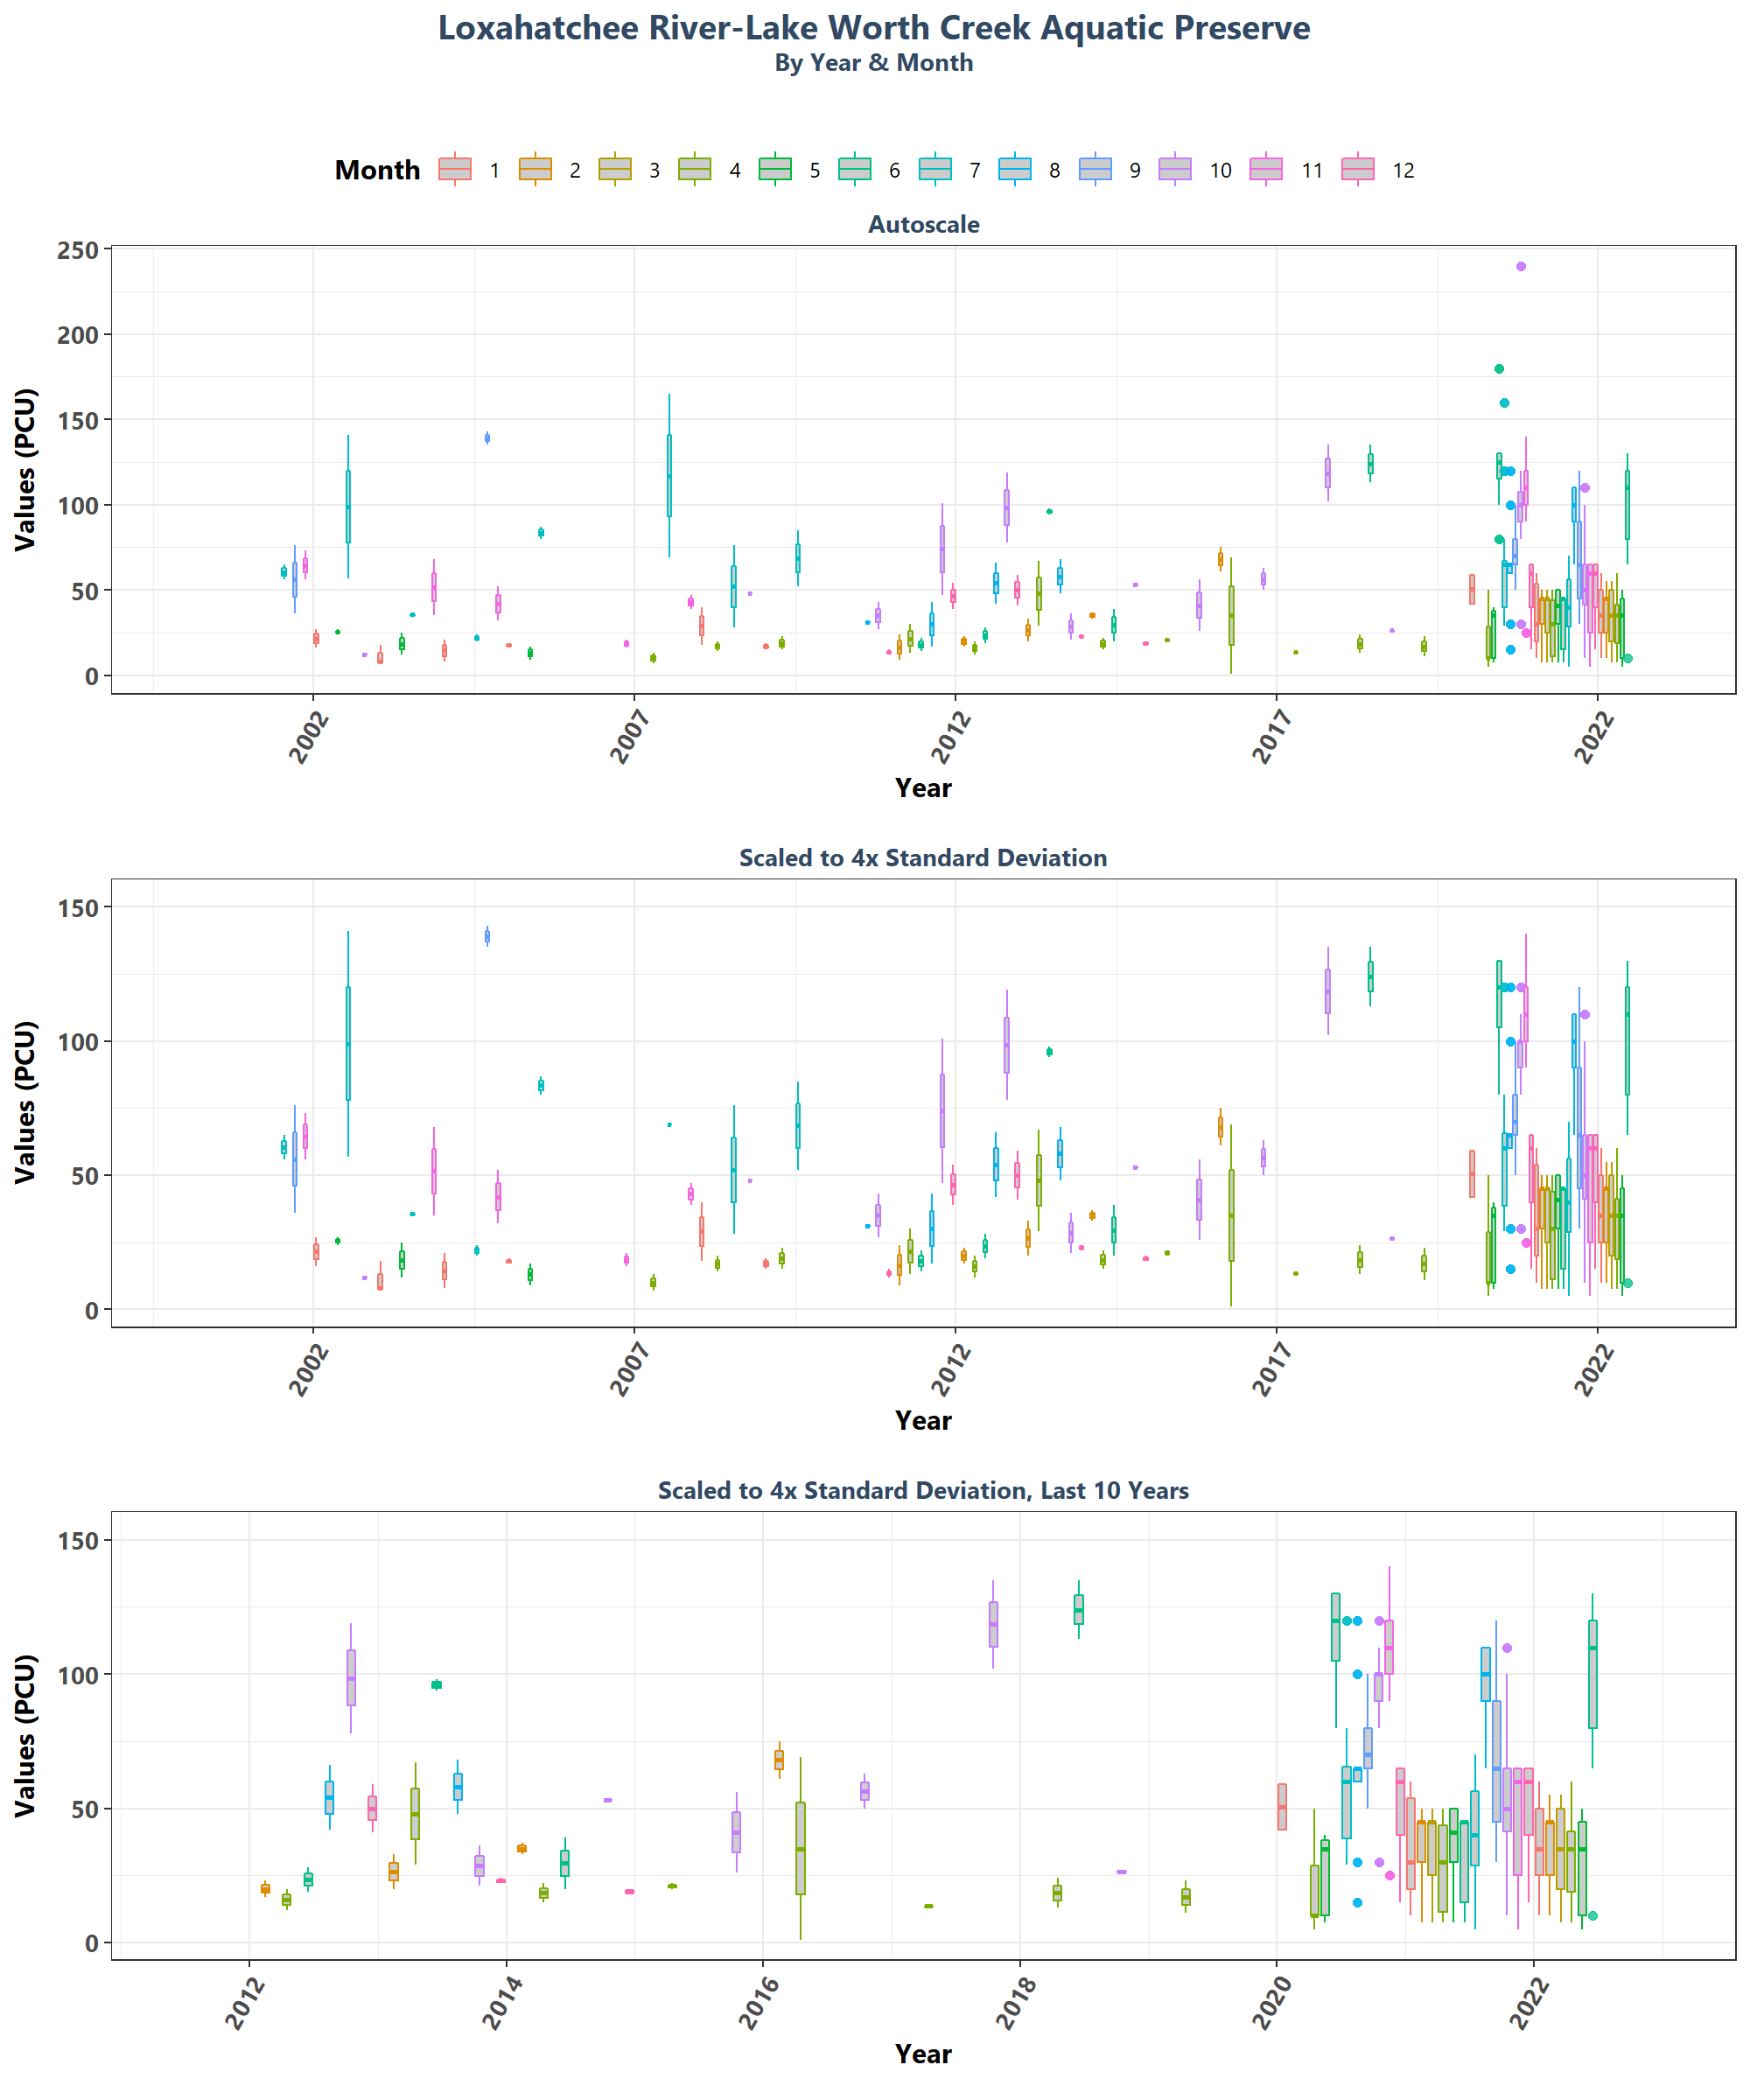 Loxahatchee River-Lake Worth Creek Aquatic Preserve
By Year & Month
Month 1 2 3 4 5 6 7 8 9 10 11 12
Autoscale
Values (PCU)
250
200
150
100
50
0
2002 2007 2012 2017 2022
Year
Scaled to 4x Standard Deviation
Values (PCU)
150
100
50
0
2002 2007 2012 2017 2022
Year
Scaled to 4x Standard Deviation, Last 10 Years
Values (PCU)
150
100
50
0
2012 2014 2016 2018 2020 2022
Year